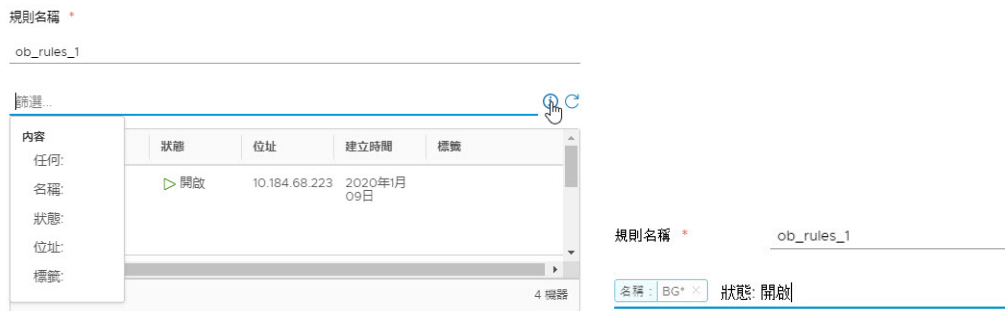 規則名稱 *
ob_rules_1
篩選...
內容
任何:
名稱:
狀態:
位址:
標籤:
狀態 位址 建立時間 標籤
開啟 10.184.68.223 2020年1月
09日
4 機器
規則名稱 * ob_rules_1
名稱: BG* × 狀態: 開啟